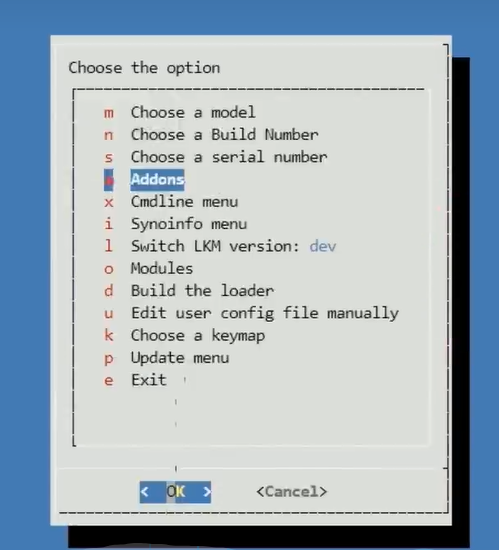 Choose the option
m Choose a model
n Choose a Build Number
s Choose a serial number
Addons
x Cmdline menu
i Synoinfo menu
l Switch LKM version: dev
o Modules
d Build the loader
u Edit user config file manually
k Choose a keymap
p Update menu
e Exit
< OK > <Cancel>